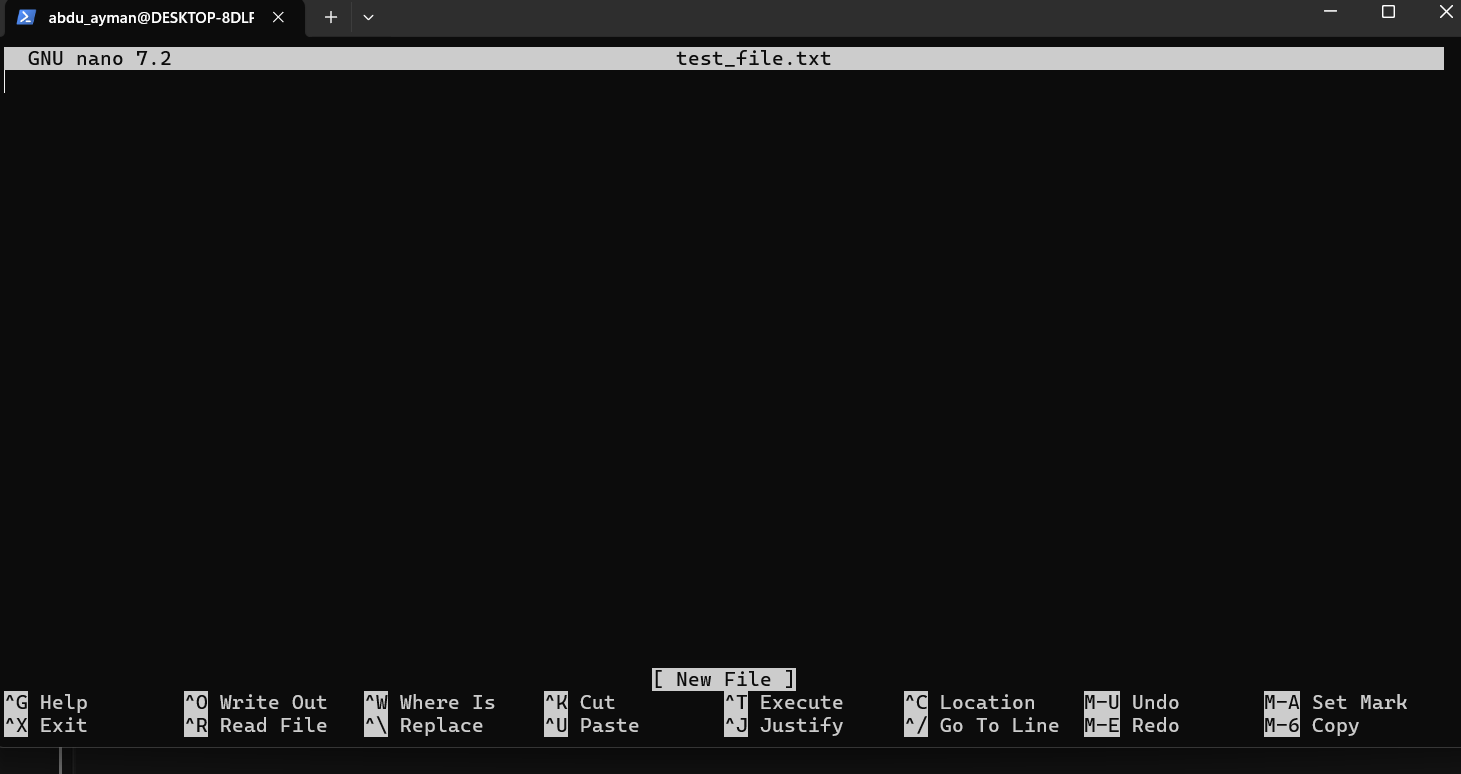 abdu_ayman@DESKTOP-8DLF
GNU nano 7.2 test_file.txt
[ New File ]
^G Help ^O Write Out ^W Where Is ^K Cut ^T Execute ^C Location M-U Undo M-A Set Mark
^X Exit ^R Read File ^\ Replace ^U Paste ^J Justify ^/ Go To Line M-E Redo M-6 Copy